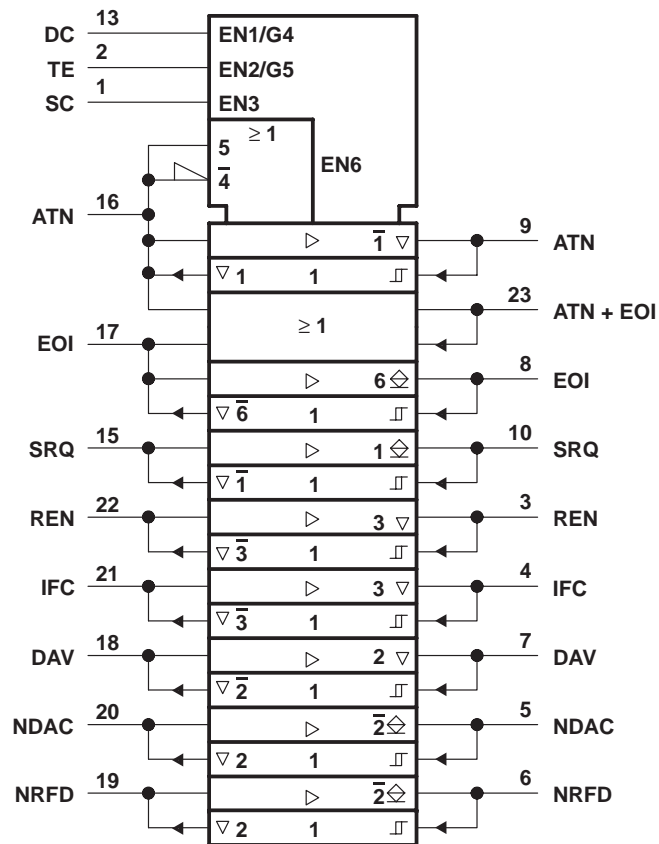 DC 13 EN1/G4
TE 2 EN2/G5
SC 1 EN3
≥ 1
5
EN6
4̅
ATN 16
1̅ ▽ 9 ATN
▽ 1 1
23 ATN + EOI
≥ 1
EOI 17
6 8 EOI
▽ 6̅ 1
SRQ 15 1 10 SRQ
▽ 1̅ 1
REN 22 3 ▽ 3 REN
▽ 3̅ 1
IFC 21 3 ▽ 4 IFC
▽ 3̅ 1
DAV 18 2 ▽ 7 DAV
▽ 2̅ 1
NDAC 20 2̅ 5 NDAC
▽ 2 1
NRFD 19 2̅ 6 NRFD
▽ 2 1